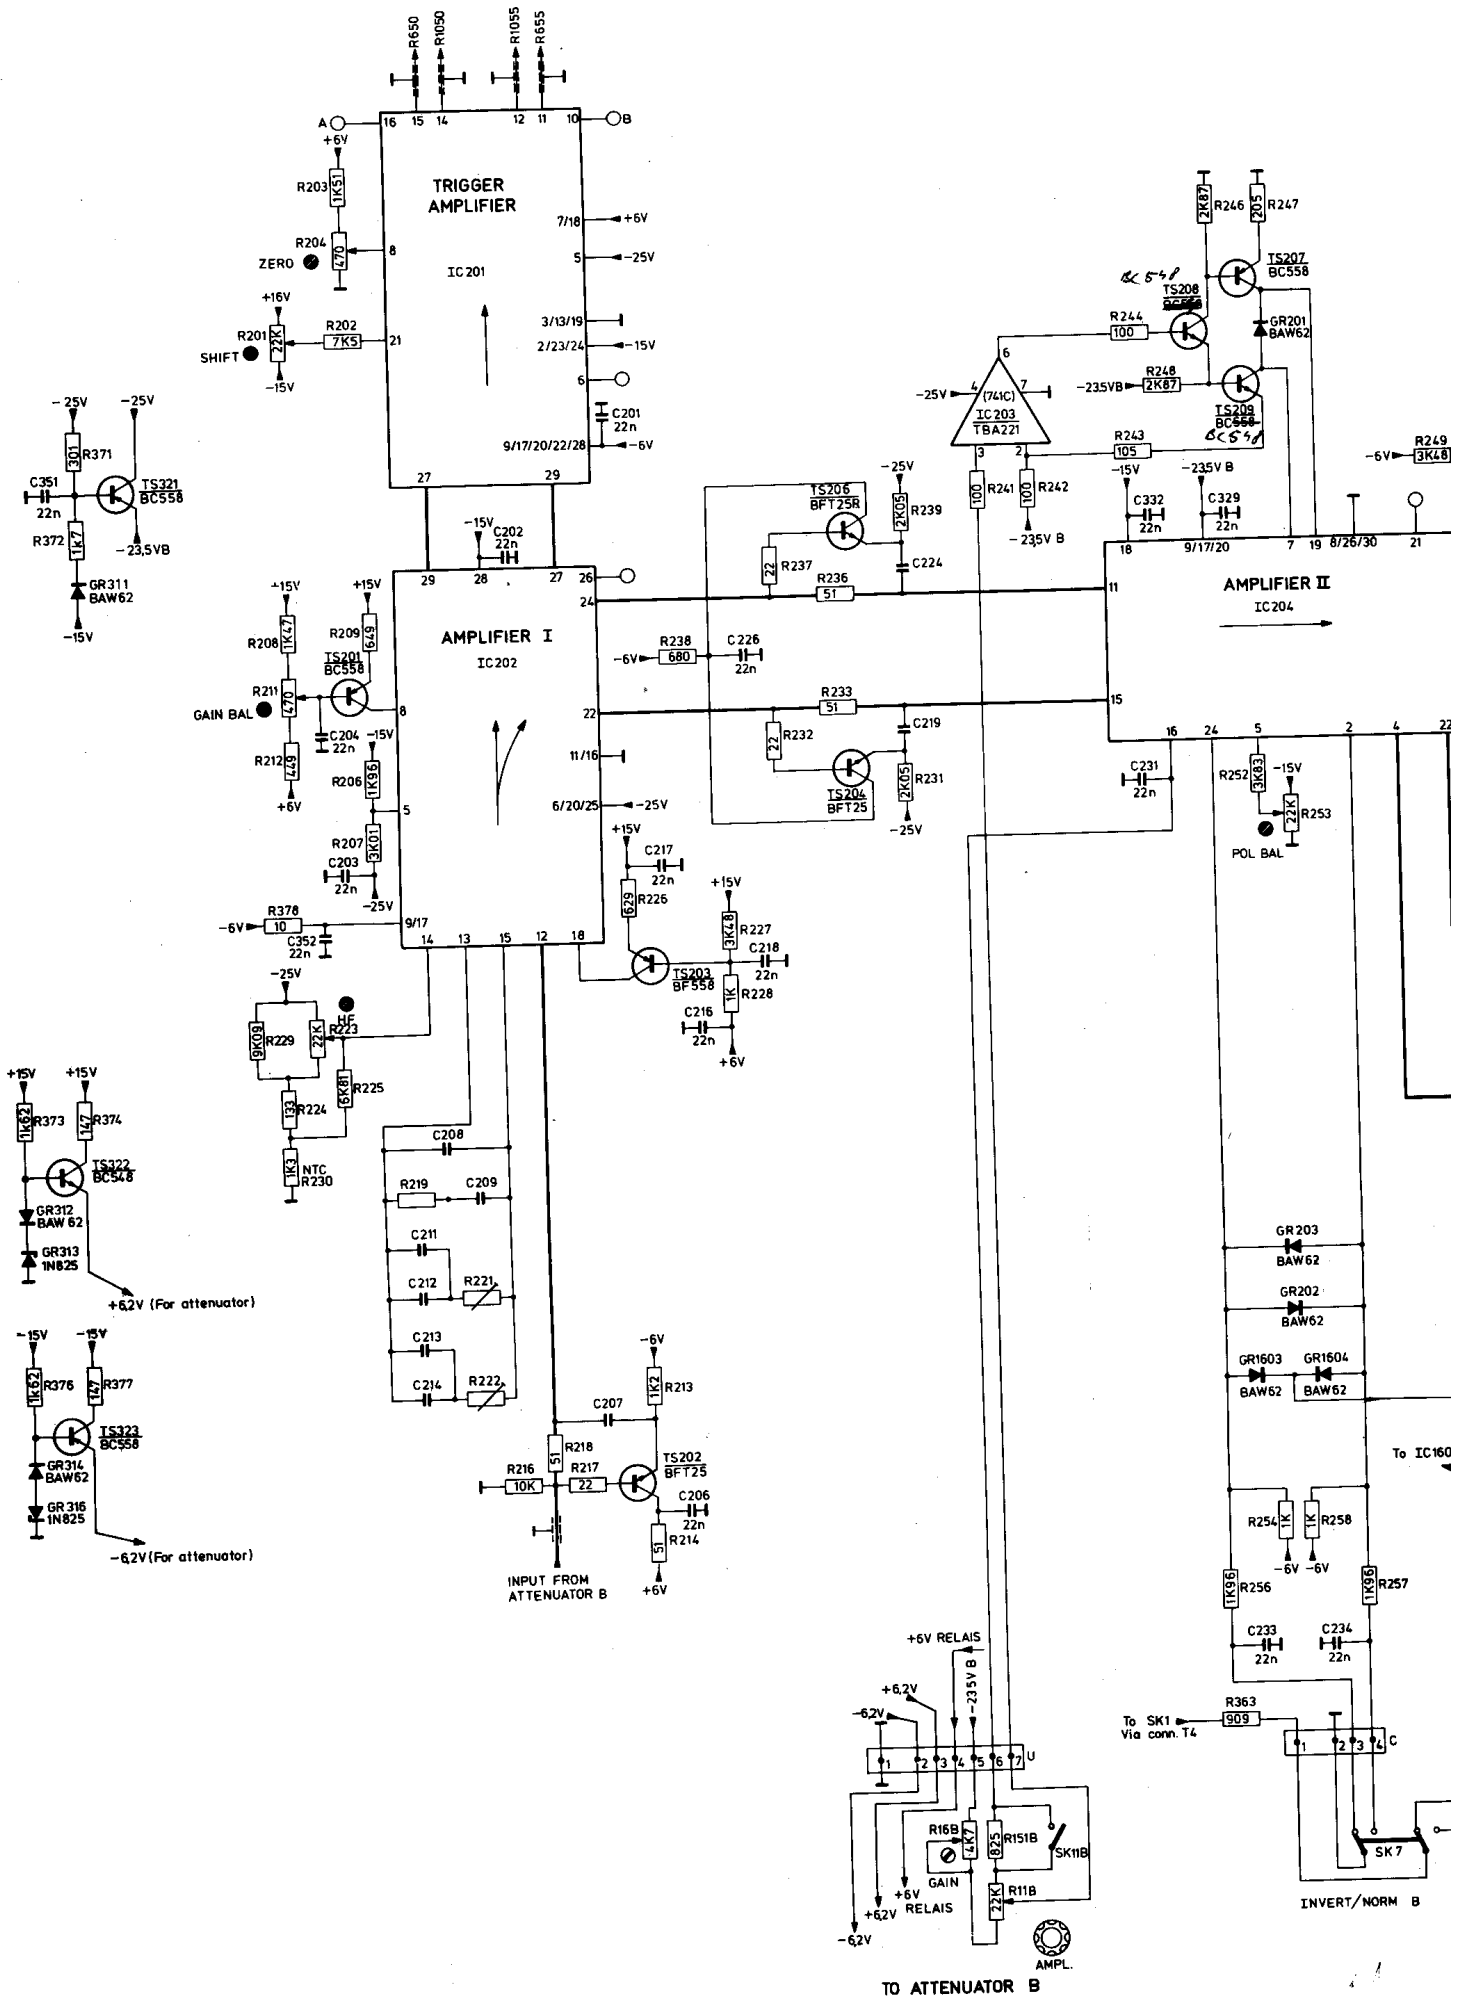 R650
R1050
R1055
R655
A
16
15
14
12
11
10
B
+6V
R203
1K51
TRIGGER
AMPLIFIER
7/18
+6V
R204
470
8
ZERO
IC201
5
-25V
+16V
R201
22K
R202
7K5
21
SHIFT
-15V
3/13/19
2/23/24
-15V
6
C201
22n
9/17/20/22/28
-6V
27
29
-25V
-25V
R371
301
C351
22n
TS321
BC558
R372
1k7
-23,5VB
GR311
BAW62
-15V
-15V
C202
22n
29
28
27
26
24
AMPLIFIER I
IC202
+15V
+15V
R208
1K47
R209
649
TS201
BC558
R211
470
GAIN BAL
8
C204
22n
-15V
R212
449
+6V
R206
1K96
5
R207
3K01
C203
22n
-25V
22
11/16
6/20/25
-25V
R378
-6V
10
9/17
C352
22n
14
13
15
12
18
-25V
HF
R229
9K09
R223
22K
R225
6K81
R224
133
NTC
R230
1K3
+15V
C217
22n
R226
629
+15V
R227
3K48
C218
22n
TS203
BF558
R228
1K
C216
22n
+6V
+15V
+15V
R373
1k62
R374
147
TS322
BC548
GR312
BAW62
GR313
1N825
+6,2V (For attenuator)
-15V
-15V
R376
1k62
R377
147
TS323
BC558
GR314
BAW62
GR316
1N825
-6,2V (For attenuator)
C208
R219
C209
C211
C212
R221
C213
C214
R222
C207
-6V
R213
1K2
R218
51
R216
10K
R217
22
TS202
BFT25
C206
22n
R214
51
+6V
INPUT FROM
ATTENUATOR B
TS206
BFT25R
-25V
R239
2K05
R237
22
R236
51
C224
R238
-6V
680
C226
22n
R233
51
R232
22
C219
TS204
BFT25
R231
2K05
-25V
R246
2K87
R247
205
BC548
TS208
BC558
TS207
BC558
R244
100
GR201
BAW62
6
4
-25V
7
(741C)
IC203
TBA221
3
2
R248
-23,5VB
2K87
TS209
BC558
BC548
R243
105
R241
100
R242
100
-23,5V B
-15V
C332
22n
-23,5V B
C329
22n
R249
-6V
3K48
18
9/17/20
7
19
8/26/30
21
11
AMPLIFIER II
IC204
15
16
24
5
2
4
22
C231
22n
R252
3K83
-15V
R253
22K
POL BAL
GR203
BAW62
GR202
BAW62
GR1603
GR1604
BAW62
BAW62
To IC160
R254
1K
R258
1K
-6V
-6V
R256
1K96
R257
1K96
C233
22n
C234
22n
To SK1
Via conn. T4
R363
909
1
2
3
4
C
SK7
INVERT/NORM B
+6V RELAIS
-23,5V B
+6,2V
-6,2V
1
2
3
4
5
6
7
U
R16B
4K7
R151B
825
SK11B
GAIN
R11B
22K
+6V
RELAIS
+6,2V
-6,2V
AMPL.
TO ATTENUATOR B